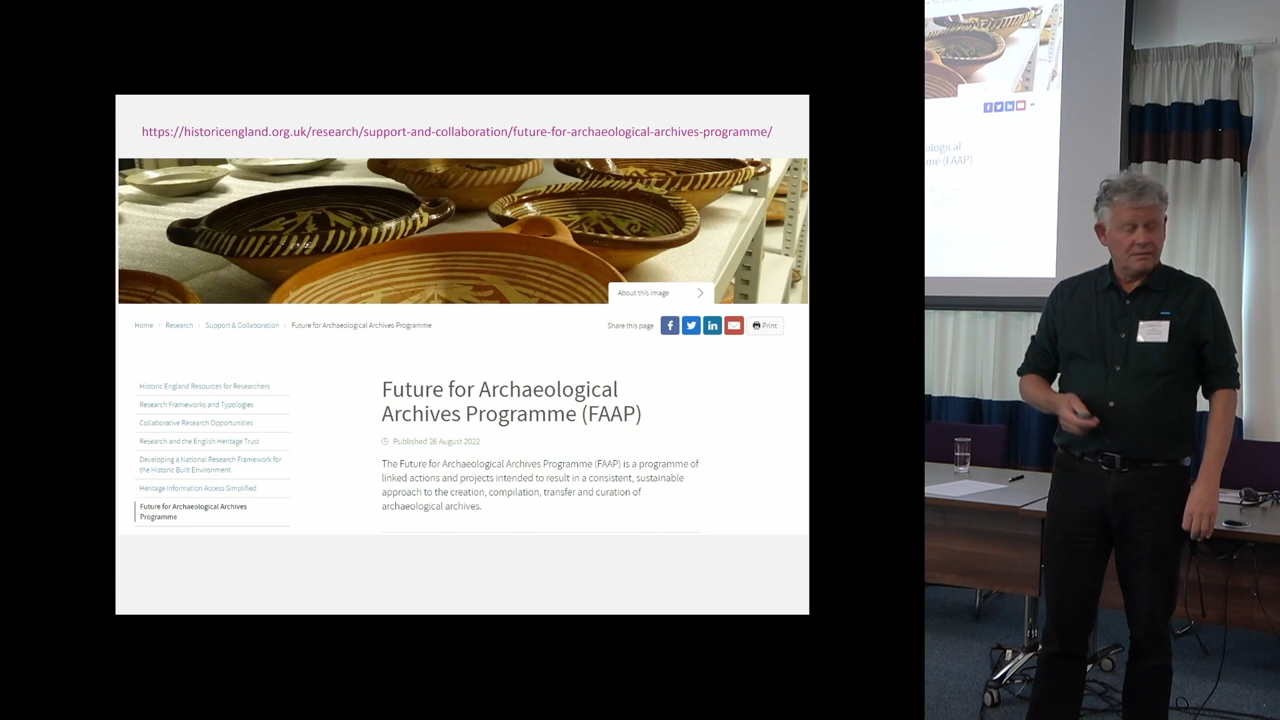 https://historicengland.org.uk/research/support-and-collaboration/future-for-archaeological-archives-programme/
About this image
Home > Research > Support & Collaboration > Future for Archaeological Archives Programme
Share this page
Print
Historic England Resources for Researchers
Research Frameworks and Typologies
Collaborative Research Opportunities
Research and the English Heritage Trust
Developing a National Research Framework for
the Historic Built Environment
Heritage Information Access Simplified
Future for Archaeological Archives
Programme
Future for Archaeological
Archives Programme (FAAP)
Published 26 August 2022
The Future for Archaeological Archives Programme (FAAP) is a programme of
linked actions and projects intended to result in a consistent, sustainable
approach to the creation, compilation, transfer and curation of
archaeological archives.
ological
me (FAAP)